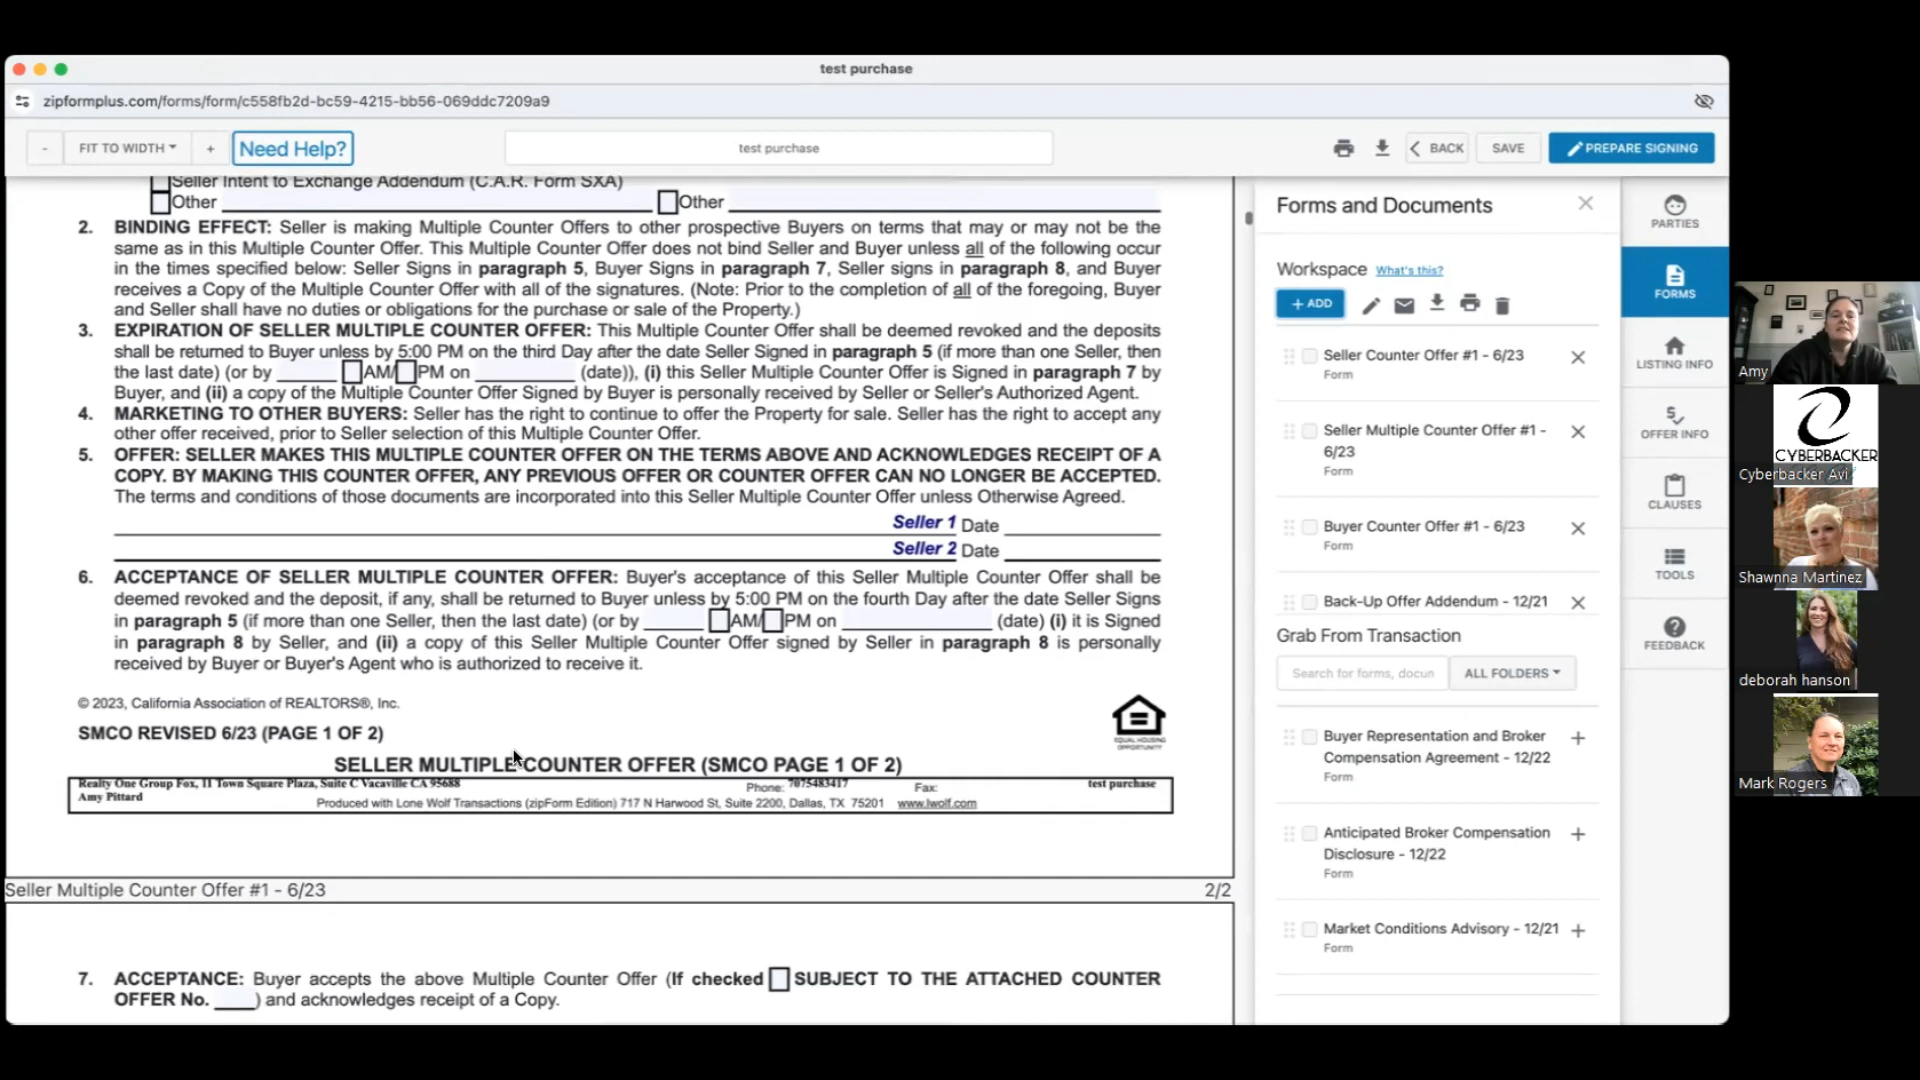 test purchase
zipformplus.com/forms/form/c558fb2d-bc59-4215-bb56-069ddc7209a9
- FIT TO WIDTH + Need Help? test purchase BACK SAVE PREPARE SIGNING
Seller Intent to Exchange Addendum (C.A.R. Form SXA)
Other Other
2. BINDING EFFECT: Seller is making Multiple Counter Offers to other prospective Buyers on terms that may or may not be the
same as in this Multiple Counter Offer. This Multiple Counter Offer does not bind Seller and Buyer unless all of the following occur
in the times specified below: Seller Signs in paragraph 5, Buyer Signs in paragraph 7, Seller signs in paragraph 8, and Buyer
receives a Copy of the Multiple Counter Offer with all of the signatures. (Note: Prior to the completion of all of the foregoing, Buyer
and Seller shall have no duties or obligations for the purchase or sale of the Property.)
3. EXPIRATION OF SELLER MULTIPLE COUNTER OFFER: This Multiple Counter Offer shall be deemed revoked and the deposits
shall be returned to Buyer unless by 5:00 PM on the third Day after the date Seller Signed in paragraph 5 (if more than one Seller, then
the last date) (or by ______ AM/ PM on ______ (date)), (i) this Seller Multiple Counter Offer is Signed in paragraph 7 by
Buyer, and (ii) a copy of the Multiple Counter Offer Signed by Buyer is personally received by Seller or Seller's Authorized Agent.
4. MARKETING TO OTHER BUYERS: Seller has the right to continue to offer the Property for sale. Seller has the right to accept any
other offer received, prior to Seller selection of this Multiple Counter Offer.
5. OFFER: SELLER MAKES THIS MULTIPLE COUNTER OFFER ON THE TERMS ABOVE AND ACKNOWLEDGES RECEIPT OF A
COPY. BY MAKING THIS COUNTER OFFER, ANY PREVIOUS OFFER OR COUNTER OFFER CAN NO LONGER BE ACCEPTED.
The terms and conditions of those documents are incorporated into this Seller Multiple Counter Offer unless Otherwise Agreed.
Seller 1 Date
Seller 2 Date
6. ACCEPTANCE OF SELLER MULTIPLE COUNTER OFFER: Buyer's acceptance of this Seller Multiple Counter Offer shall be
deemed revoked and the deposit, if any, shall be returned to Buyer unless by 5:00 PM on the fourth Day after the date Seller Signs
in paragraph 5 (if more than one Seller, then the last date) (or by ______ AM/ PM on ______ (date) (i) it is Signed
in paragraph 8 by Seller, and (ii) a copy of this Seller Multiple Counter Offer signed by Seller in paragraph 8 is personally
received by Buyer or Buyer's Agent who is authorized to receive it.
© 2023, California Association of REALTORS®, Inc.
SMCO REVISED 6/23 (PAGE 1 OF 2)
EQUAL HOUSING
OPPORTUNITY
SELLER MULTIPLE COUNTER OFFER (SMCO PAGE 1 OF 2)
Realty One Group Fox, 11 Town Square Plaza, Suite C Vacaville CA 95688 Phone: 7075483417 Fax: test purchase
Amy Pittard
Produced with Lone Wolf Transactions (zipForm Edition) 717 N Harwood St, Suite 2200, Dallas, TX 75201 www.lwolf.com
Seller Multiple Counter Offer #1 - 6/23 2/2
7. ACCEPTANCE: Buyer accepts the above Multiple Counter Offer (If checked SUBJECT TO THE ATTACHED COUNTER
OFFER No. ____) and acknowledges receipt of a Copy.
Forms and Documents
Workspace What's this?
+ ADD
Seller Counter Offer #1 - 6/23
Form
Seller Multiple Counter Offer #1 -
6/23
Form
Buyer Counter Offer #1 - 6/23
Form
Back-Up Offer Addendum - 12/21
Grab From Transaction
Search for forms, docun ALL FOLDERS
Buyer Representation and Broker
Compensation Agreement - 12/22
Form
Anticipated Broker Compensation
Disclosure - 12/22
Form
Market Conditions Advisory - 12/21
Form
PARTIES
FORMS
LISTING INFO
OFFER INFO
CLAUSES
TOOLS
FEEDBACK
Amy
CYBERBACKER
Cyberbacker Avi
Shawnna Martinez
deborah hanson
Mark Rogers